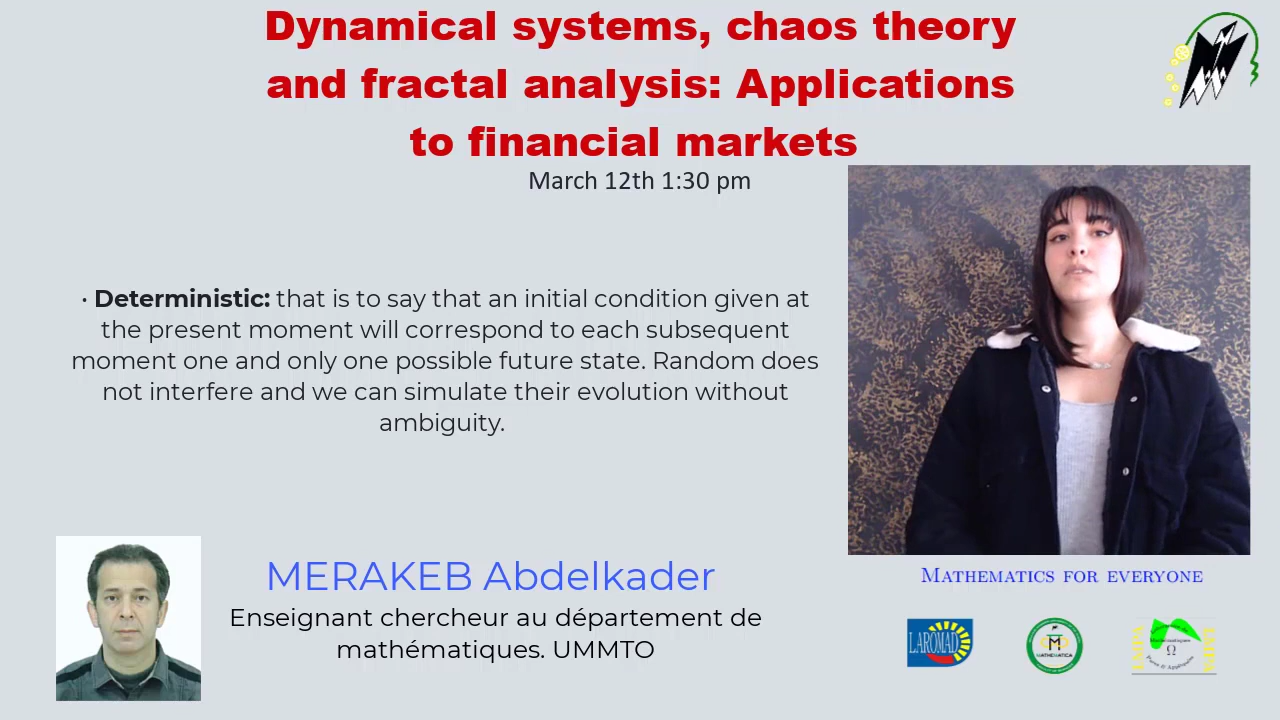 Dynamical systems, chaos theory
and fractal analysis: Applications
to financial markets
March 12th 1:30 pm
· Deterministic: that is to say that an initial condition given at
the present moment will correspond to each subsequent
moment one and only one possible future state. Random does
not interfere and we can simulate their evolution without
ambiguity.
MERAKEB Abdelkader
Enseignant chercheur au département de
mathématiques. UMMTO
MATHEMATICS FOR EVERYONE
LAROMAD
MATHEMATICA
LMPA
Ω
LMPA